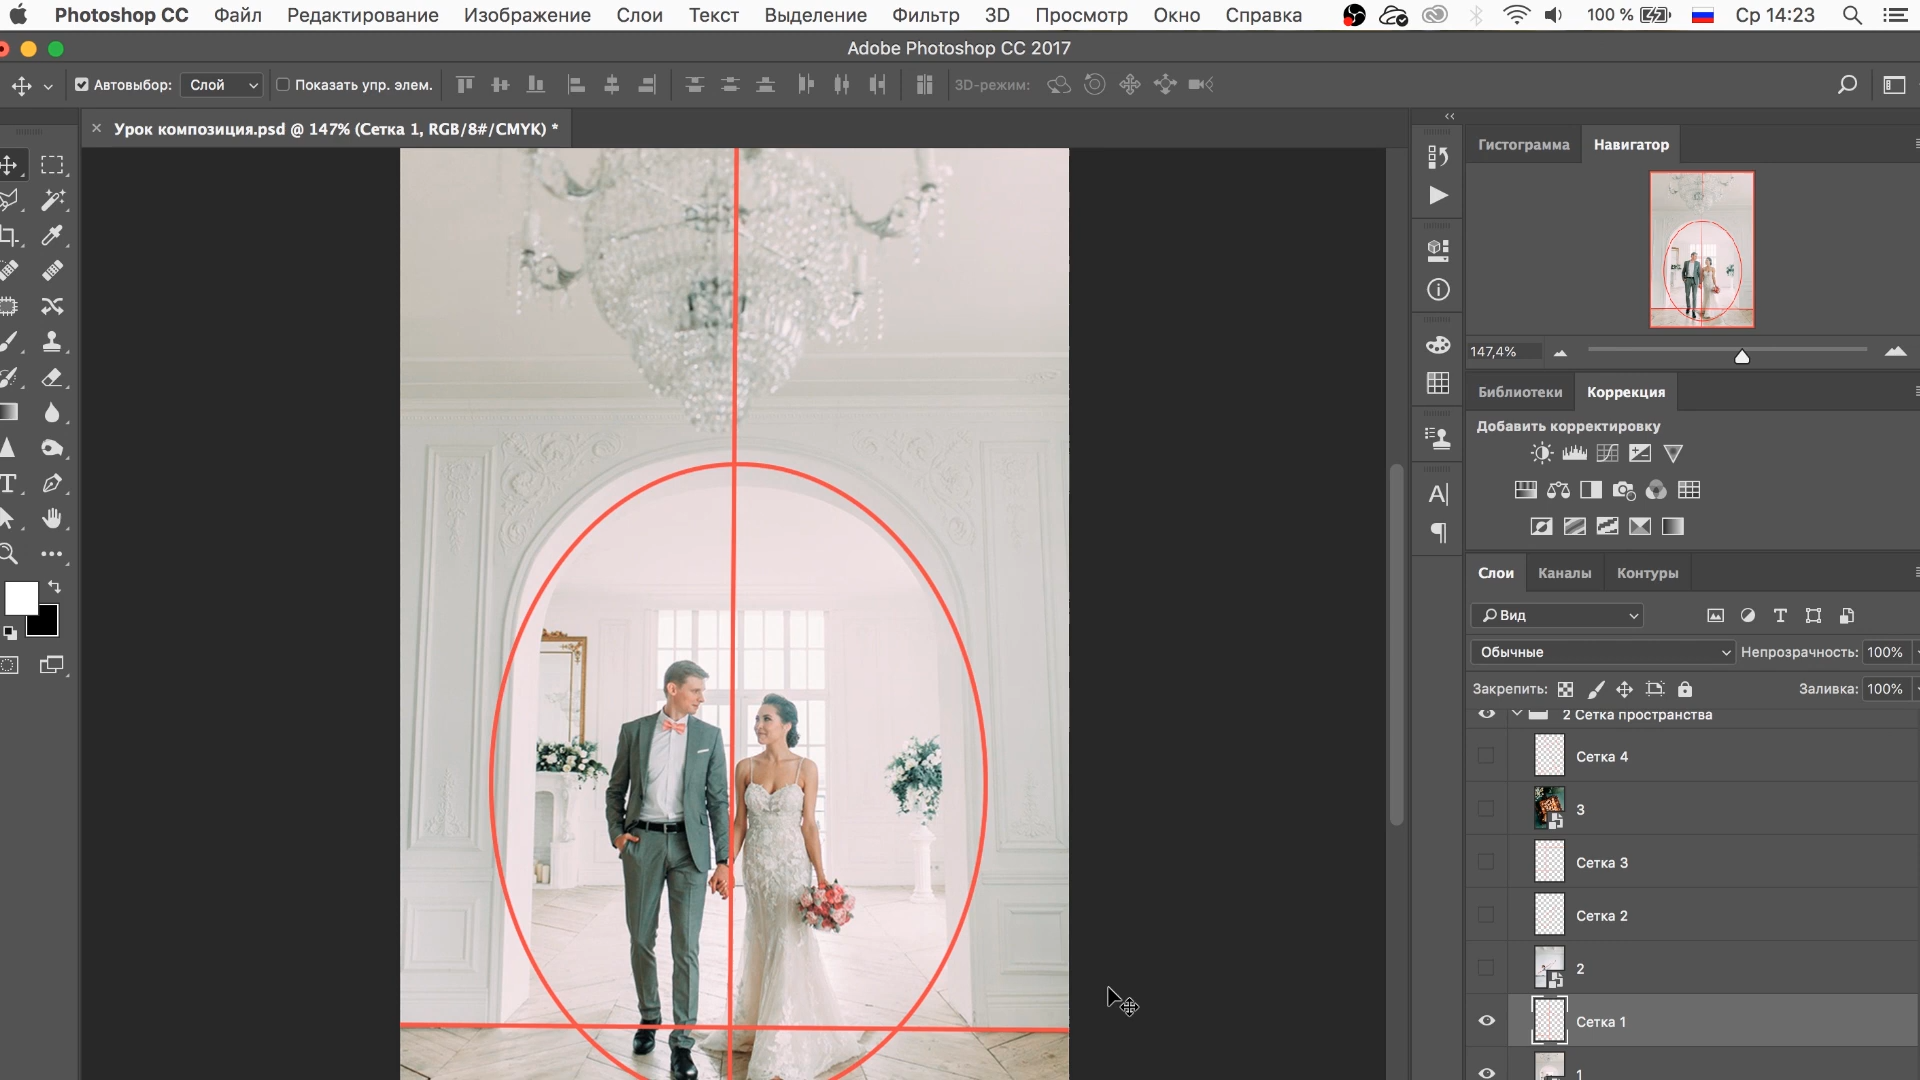 Photoshop CC Файл Редактирование Изображение Слои Текст Выделение Фильтр 3D Просмотр Окно Справка 100 % Ср 14:23
Adobe Photoshop CC 2017
Автовыбор: Слой Показать упр. элем. 3D-режим:
× Урок композиция.psd @ 147% (Сетка 1, RGB/8#/CMYK) *
Гистограмма Навигатор
147,4%
Библиотеки Коррекция
Добавить корректировку
Слои Каналы Контуры
Вид
Обычные Непрозрачность: 100%
Закрепить: Заливка: 100%
2 Сетка пространства
Сетка 4
3
Сетка 3
Сетка 2
2
Сетка 1
1